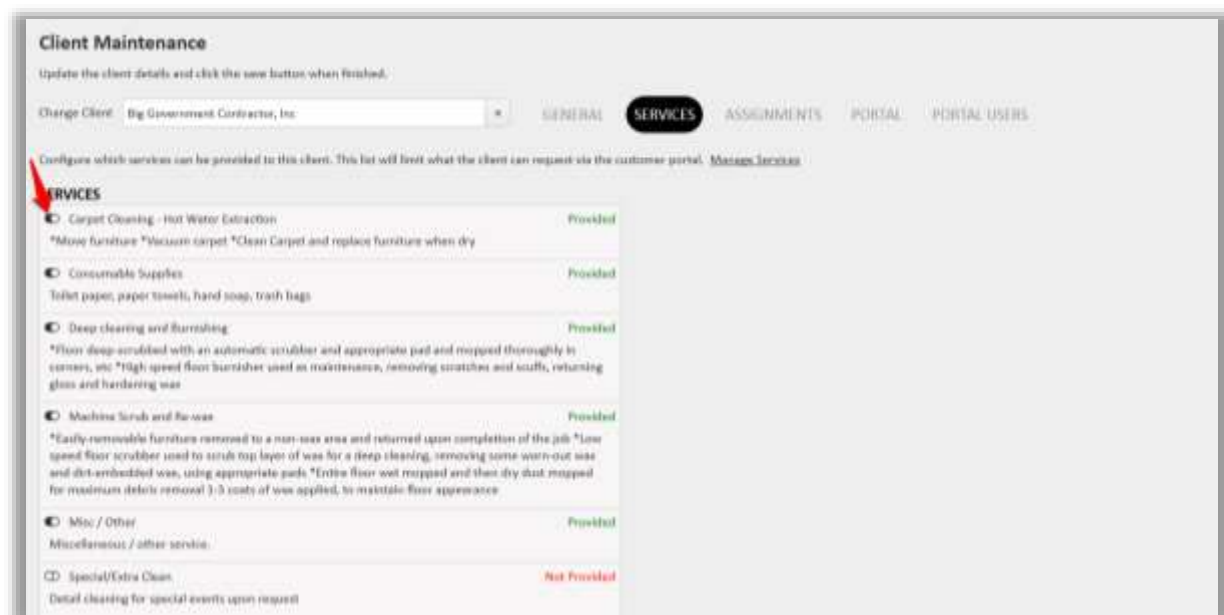 Client Maintenance
Update the client details and click the save button when finished.
Change Client Big Government Contractor, Inc GENERAL SERVICES ASSIGNMENTS PORTAL PORTAL USERS
Configure which services can be provided to this client. This list will limit what the client can request via the customer portal. Manage Services
ERVICES
Carpet Cleaning - Hot Water Extraction Provided
*Move furniture *Vacuum carpet *Clean Carpet and replace furniture when dry
Consumable Supplies Provided
Toilet paper, paper towels, hand soap, trash bags
Deep cleaning and Burnishing Provided
*Floor deep-scrubbed with an automatic scrubber and appropriate pad and mopped thoroughly in
corners, etc *High speed floor burnisher used as maintenance, removing scratches and scuffs, returning
gloss and hardening wax
Machine Scrub and Re-wax Provided
*Easily-removable furniture removed to a non-wax area and returned upon completion of the job *Low
speed floor scrubber used to scrub top layer of wax for a deep cleaning, removing some worn-out wax
and dirt-embedded wax, using appropriate pads *Entire floor wet mopped and then dry dust mopped
for maximum debris removal 1-3 coats of wax applied, to maintain floor appearance
Misc / Other Provided
Miscellaneous / other service.
Special/Extra Clean Not Provided
Detail cleaning for special events upon request